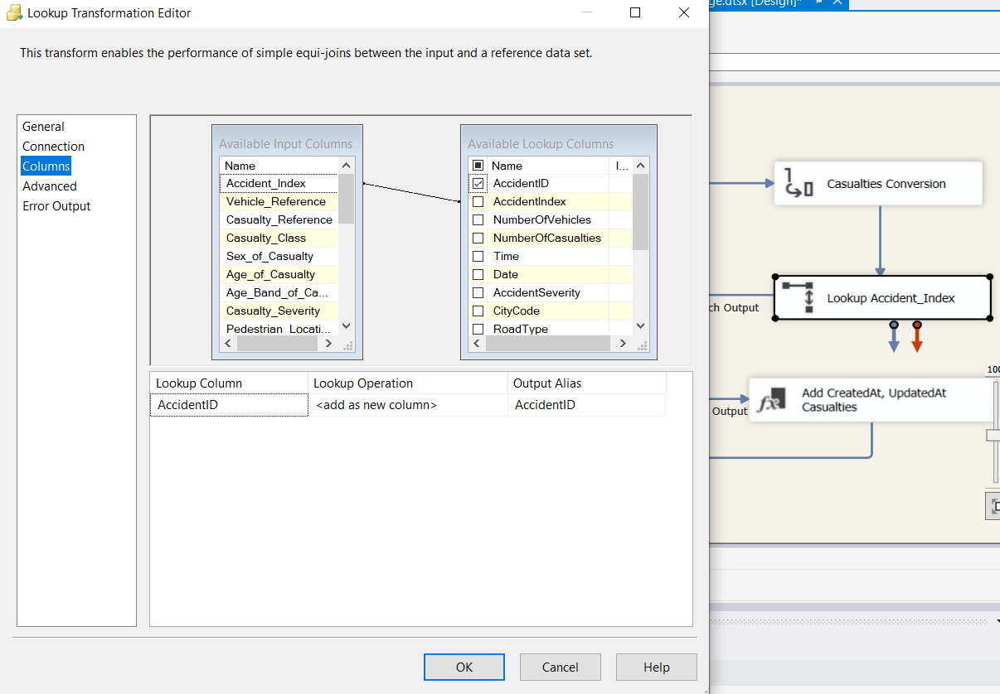 Lookup Transformation Editor
ge.dtsx [Design]*
This transform enables the performance of simple equi-joins between the input and a reference data set.
General
Connection
Columns
Advanced
Error Output
Available Input Columns
Name
Accident_Index
Vehicle_Reference
Casualty_Reference
Casualty_Class
Sex_of_Casualty
Age_of_Casualty
Age_Band_of_Ca...
Casualty_Severity
Pedestrian_Locati...
Available Lookup Columns
Name I...
AccidentID
AccidentIndex
NumberOfVehicles
NumberOfCasualties
Time
Date
AccidentSeverity
CityCode
RoadType
Lookup Column Lookup Operation Output Alias
AccidentID <add as new column> AccidentID
OK Cancel Help
Casualties Conversion
Lookup Accident_Index
ch Output
100
Add CreatedAt, UpdatedAt
Casualties
Output